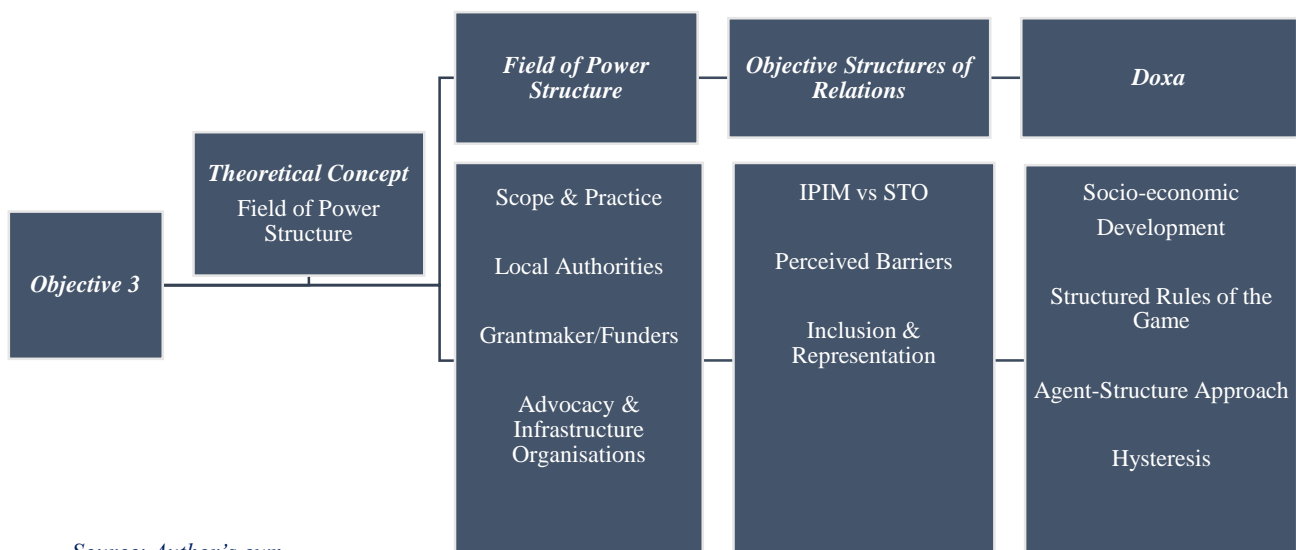 Objective 3
Theoretical Concept
Field of Power
Structure
Field of Power
Structure
Objective Structures of
Relations
Doxa
Scope & Practice
Local Authorities
Grantmaker/Funders
Advocacy &
Infrastructure
Organisations
IPIM vs STO
Perceived Barriers
Inclusion &
Representation
Socio-economic
Development
Structured Rules of the
Game
Agent-Structure Approach
Hysteresis
Source: Author's own